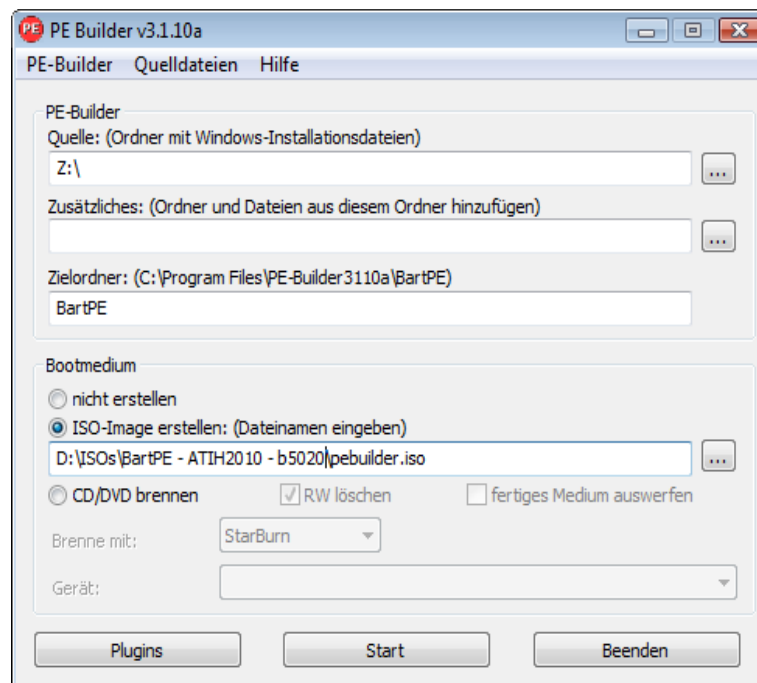 PE PE Builder v3.1.10a
PE-Builder Quelldateien Hilfe
PE-Builder
Quelle: (Ordner mit Windows-Installationsdateien)
Z:\
...
Zusätzliches: (Ordner und Dateien aus diesem Ordner hinzufügen)
...
Zielordner: (C:\Program Files\PE-Builder3110a\BartPE)
BartPE
Bootmedium
nicht erstellen
ISO-Image erstellen: (Dateinamen eingeben)
D:\ISOs\BartPE - ATIH2010 - b5020\pebuilder.iso
...
CD/DVD brennen RW löschen fertiges Medium auswerfen
Brenne mit: StarBurn
Gerät:
Plugins Start Beenden